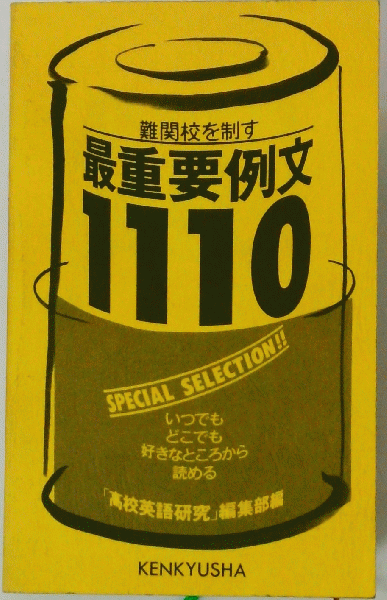 難関校を制す
最重要例文
1110
SPECIAL SELECTION!!
いつでも
どこでも
好きなところから
読める
「高校英語研究」編集部編
KENKYUSHA